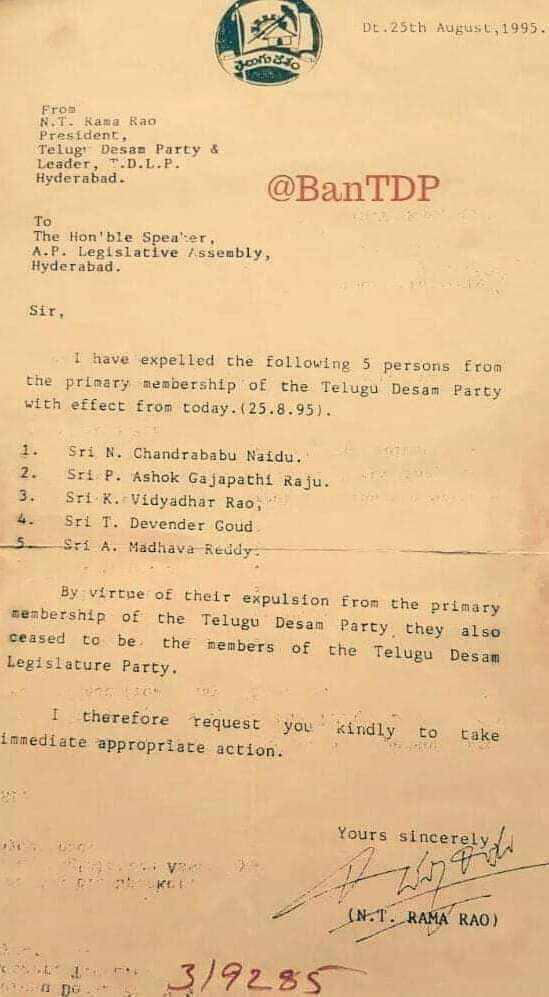 తెలుగుదేశం
Dt.25th August,1995.
From
N.T. Rama Rao
President,
Telugu Desam Party &
Leader, T.D.L.P.
Hyderabad.
@BanTDP
To
The Hon'ble Speaker,
A.P. Legislative Assembly,
Hyderabad.
Sir,
I have expelled the following 5 persons from
the primary membership of the Telugu Desam Party
with effect from today.(25.8.95).
1. Sri N. Chandrababu Naidu.
2. Sri P. Ashok Gajapathi Raju.
3. Sri K. Vidyadhar Rao,
4. Sri T. Devender Goud
5. Sri A. Madhava Reddy.
By virtue of their expulsion from the primary
membership of the Telugu Desam Party, they also
ceased to be the members of the Telugu Desam
Legislature Party.
I therefore request you kindly to take
immediate appropriate action.
Yours sincerely,
(N.T. RAMA RAO)
3/9285